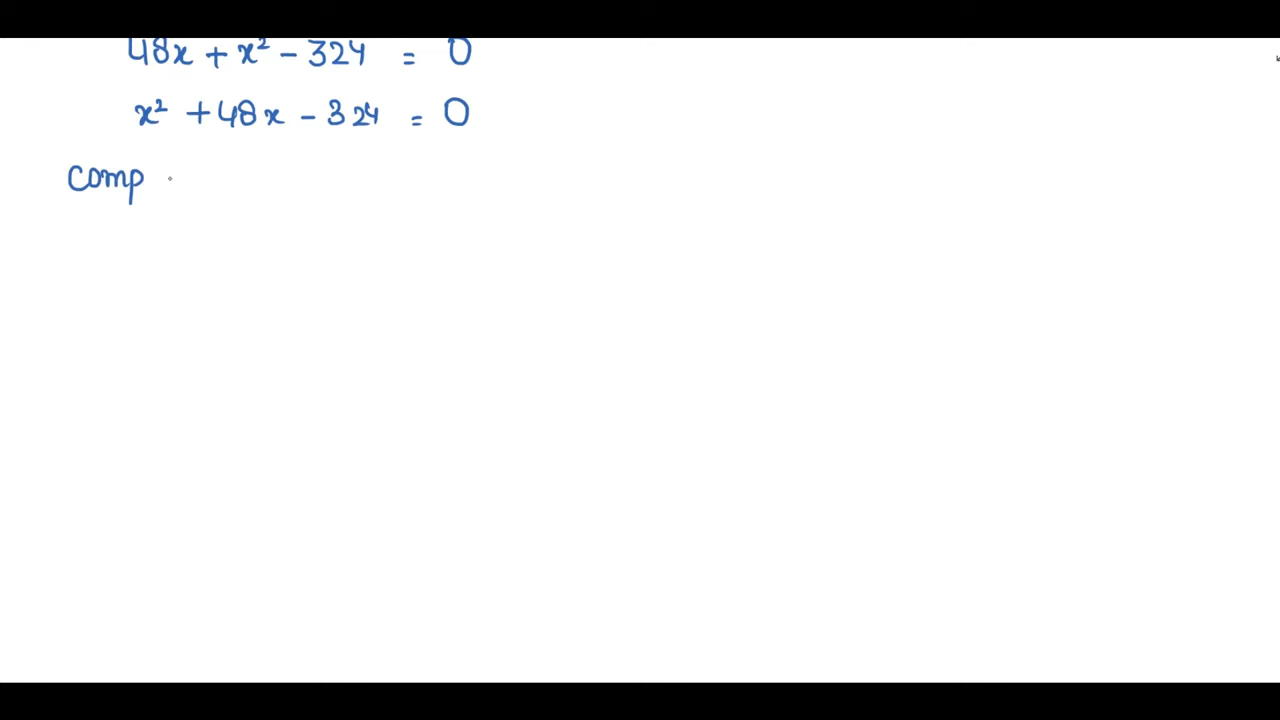 48x + x² - 324 = 0
x² + 48x - 324 = 0
Comp